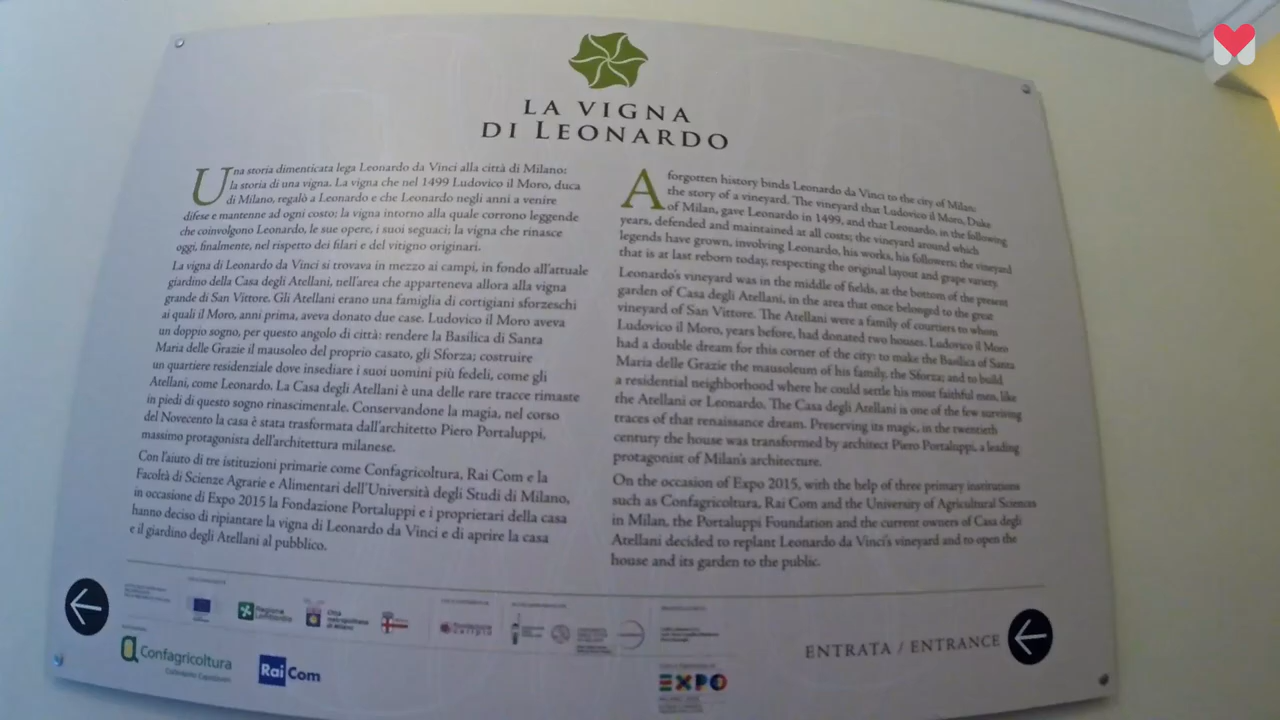 LA VIGNA
DI LEONARDO
Una storia dimenticata lega Leonardo da Vinci alla città di Milano:
la storia di una vigna. La vigna che nel 1499 Ludovico il Moro, duca
di Milano, regalò a Leonardo e che Leonardo negli anni a venire
difese e mantenne ad ogni costo; la vigna intorno alla quale corrono leggende
che coinvolgono Leonardo, le sue opere, i suoi seguaci; la vigna che rinasce
oggi, finalmente, nel rispetto dei filari e del vitigno originari.
La vigna di Leonardo da Vinci si trovava in mezzo ai campi, in fondo all'attuale
giardino della Casa degli Atellani, nell'area che apparteneva allora alla vigna
grande di San Vittore. Gli Atellani erano una famiglia di cortigiani sforzeschi
ai quali il Moro, anni prima, aveva donato due case. Ludovico il Moro aveva
un doppio sogno, per questo angolo di città: rendere la Basilica di Santa
Maria delle Grazie il mausoleo del proprio casato, gli Sforza; costruire
un quartiere residenziale dove insediare i suoi uomini più fedeli, come gli
Atellani, come Leonardo. La Casa degli Atellani è una delle rare tracce rimaste
in piedi di questo sogno rinascimentale. Conservandone la magia, nel corso
del Novecento la casa è stata trasformata dall'architetto Piero Portaluppi,
massimo protagonista dell'architettura milanese.
Con l'aiuto di tre istituzioni primarie come Confagricoltura, Rai Com e la
Facoltà di Scienze Agrarie e Alimentari dell'Università degli Studi di Milano,
in occasione di Expo 2015 la Fondazione Portaluppi e i proprietari della casa
hanno deciso di ripiantare la vigna di Leonardo da Vinci e di aprire la casa
e il giardino degli Atellani al pubblico.
A forgotten history binds Leonardo da Vinci to the city of Milan:
the story of a vineyard. The vineyard that Ludovico il Moro, Duke
of Milan, gave Leonardo in 1499, and that Leonardo, in the following
years, defended and maintained at all costs; the vineyard around which
legends have grown, involving Leonardo, his works, his followers; the vineyard
that is at last reborn today, respecting the original layout and grape variety.
Leonardo's vineyard was in the middle of fields, at the bottom of the present
garden of Casa degli Atellani, in the area that once belonged to the great
vineyard of San Vittore. The Atellani were a family of courtiers to whom
Ludovico il Moro, years before, had donated two houses. Ludovico il Moro
had a double dream for this corner of the city: to make the Basilica of Santa
Maria delle Grazie the mausoleum of his family, the Sforza; and to build
a residential neighborhood where he could settle his most faithful men, like
the Atellani or Leonardo. The Casa degli Atellani is one of the few surviving
traces of that renaissance dream. Preserving its magic, in the twentieth
century the house was transformed by architect Piero Portaluppi, a leading
protagonist of Milan's architecture.
On the occasion of Expo 2015, with the help of three primary institutions
such as Confagricoltura, Rai Com and the University of Agricultural Sciences
in Milan, the Portaluppi Foundation and the current owners of Casa degli
Atellani decided to replant Leonardo da Vinci's vineyard and to open the
house and its garden to the public.
Regione Lombardia
Città
metropolitana
di Milano
fondazione
cariplo
Confagricoltura
Rai Com
EXPO
ENTRATA / ENTRANCE